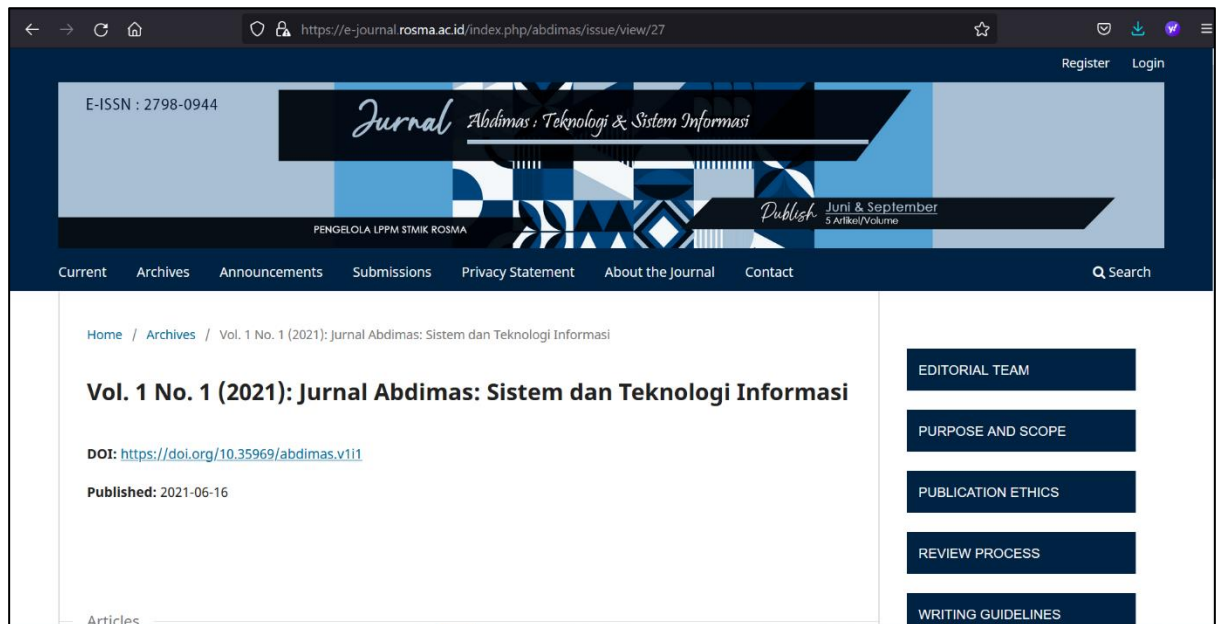 https://e-journal.rosma.ac.id/index.php/abdimas/issue/view/27
Register Login
E-ISSN : 2798-0944
Jurnal Abdimas : Teknologi & Sistem Informasi
Publish Juni & September
5 Artikel/Volume
PENGELOLA LPPM STMIK ROSMA
Current Archives Announcements Submissions Privacy Statement About the Journal Contact Search
Home / Archives / Vol. 1 No. 1 (2021): Jurnal Abdimas: Sistem dan Teknologi Informasi
Vol. 1 No. 1 (2021): Jurnal Abdimas: Sistem dan Teknologi Informasi
DOI: https://doi.org/10.35969/abdimas.v1i1
Published: 2021-06-16
Articles
EDITORIAL TEAM
PURPOSE AND SCOPE
PUBLICATION ETHICS
REVIEW PROCESS
WRITING GUIDELINES